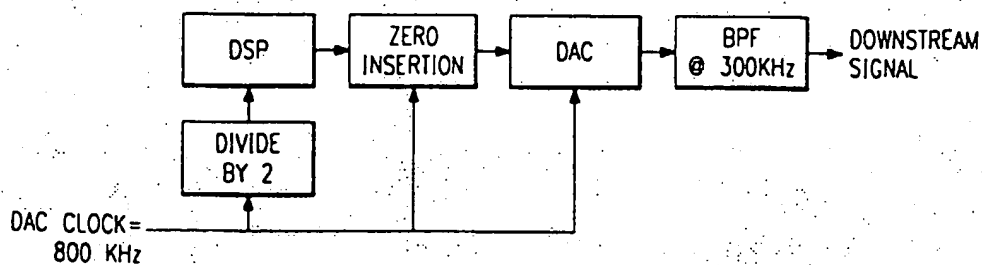 DSP
ZERO
INSERTION
DAC
BPF
@ 300KHz
DOWNSTREAM
SIGNAL
DIVIDE
BY 2
DAC CLOCK=
800 KHz